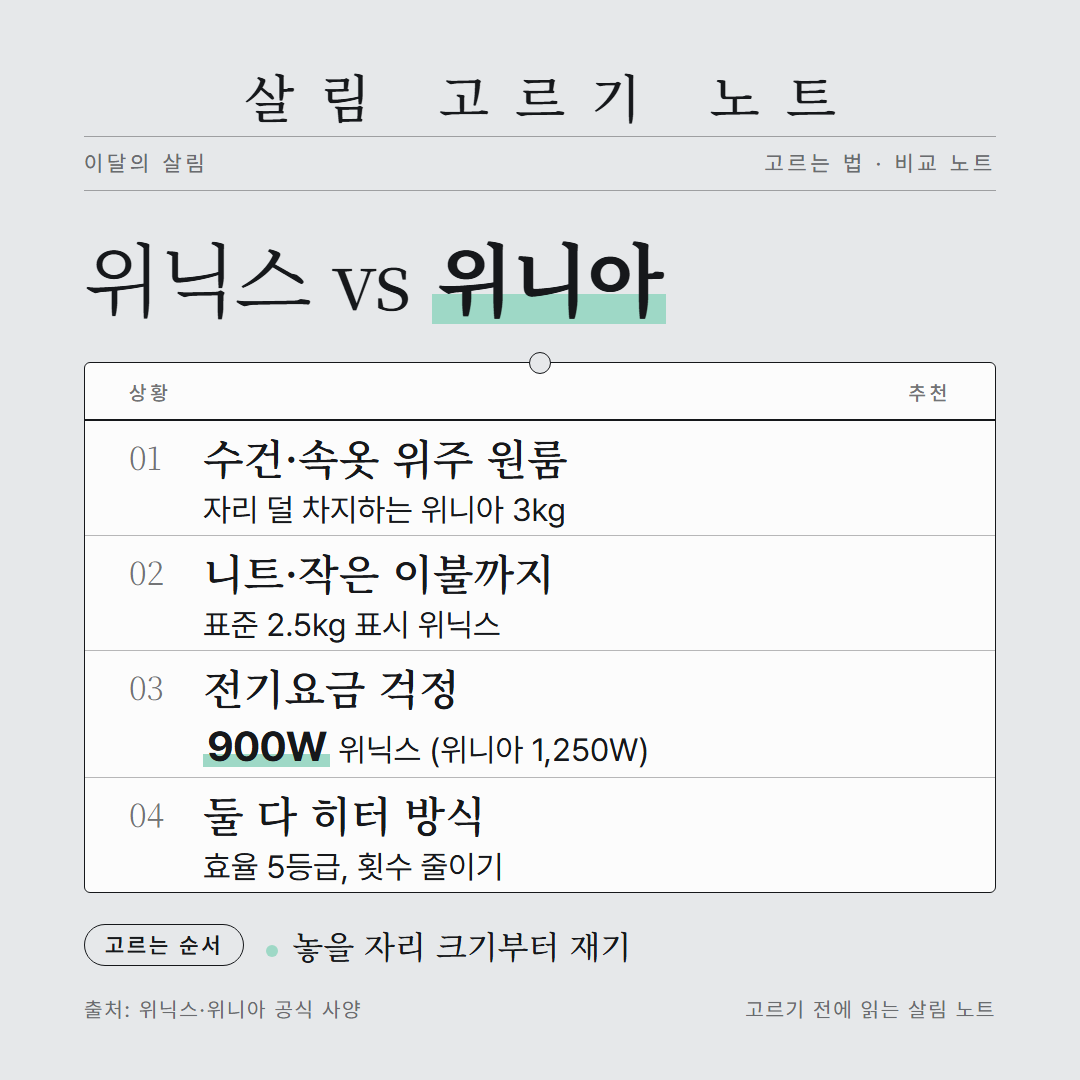 살림 고르기 노트
이달의 살림
고르는 법 · 비교 노트
위닉스 vs 위니아
상황
추천
01 수건·속옷 위주 원룸
자리 덜 차지하는 위니아 3kg
02 니트·작은 이불까지
표준 2.5kg 표시 위닉스
03 전기요금 걱정
900W 위닉스 (위니아 1,250W)
04 둘 다 히터 방식
효율 5등급, 횟수 줄이기
고르는 순서
놓을 자리 크기부터 재기
출처: 위닉스·위니아 공식 사양
고르기 전에 읽는 살림 노트